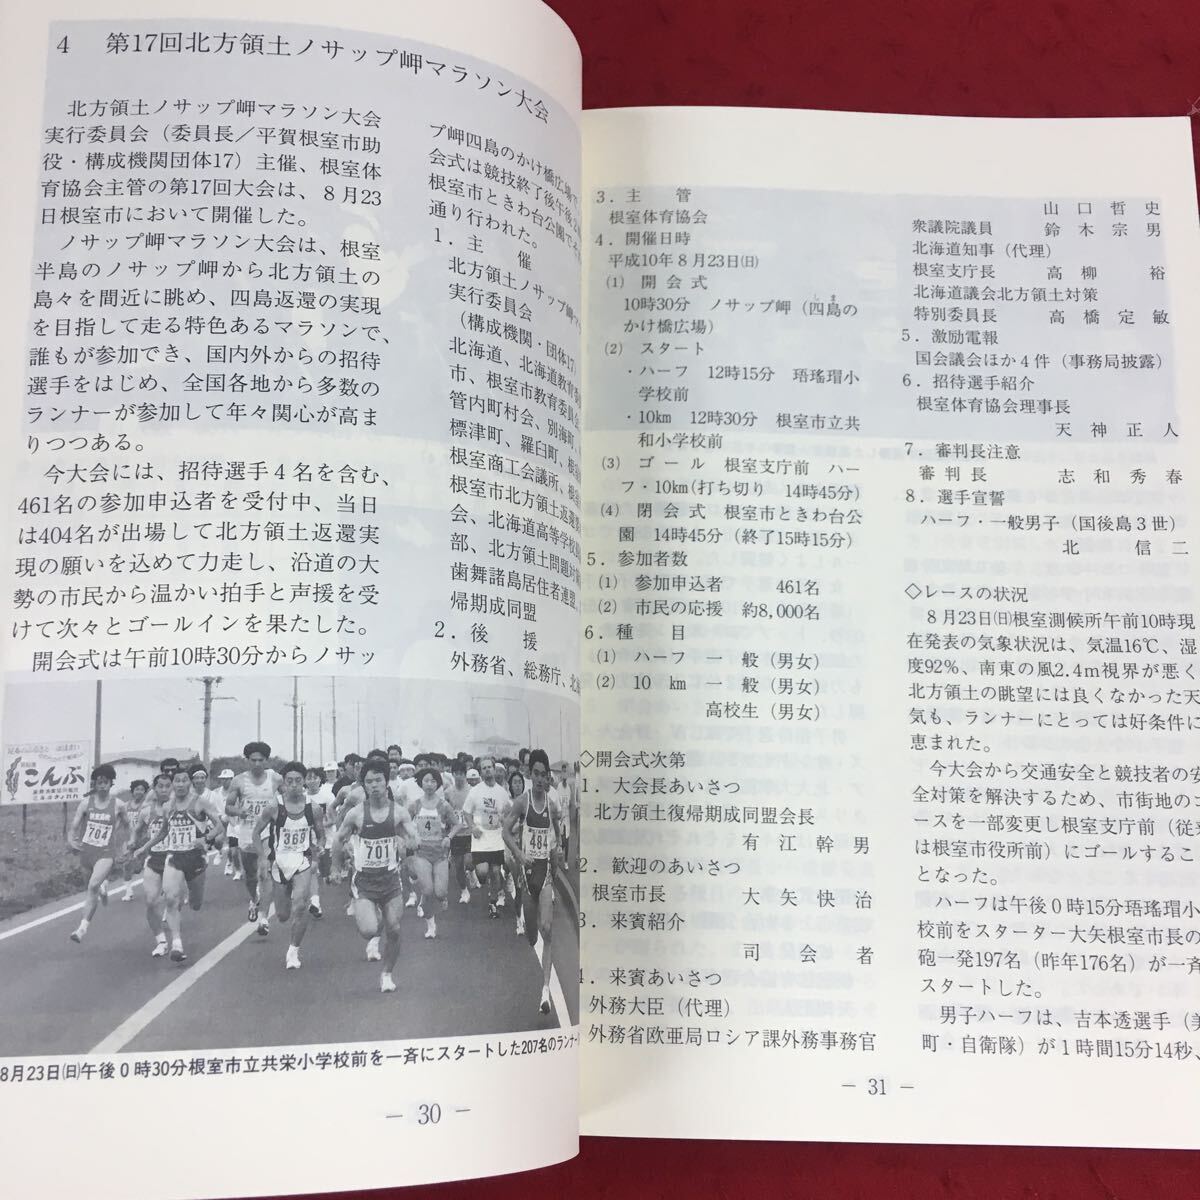 4 第17回北方領土ノサップ岬マラソン大会
北方領土ノサップ岬マラソン大会
実行委員会（委員長／平賀根室市助
役・構成機関団体17）主催、根室体
育協会主管の第17回大会は、8月23
日根室市において開催した。
ノサップ岬マラソン大会は、根室
半島のノサップ岬から北方領土の
島々を間近に眺め、四島返還の実現
を目指して走る特色あるマラソンで、
誰もが参加でき、国内外からの招待
選手をはじめ、全国各地から多数の
ランナーが参加して年々関心が高ま
りつつある。
今大会には、招待選手4名を含む、
461名の参加申込者を受付中、当日
は404名が出場して北方領土返還実
現の願いを込めて力走し、沿道の大
勢の市民から温かい拍手と声援を受
けて次々とゴールインを果たした。
開会式は午前10時30分からノサッ
プ岬四島のかけ橋広場で
会式は競技終了後午後2
根室市ときわ台公園で
通り行われた。
1．主 催
北方領土ノサップ岬マ
実行委員会
（構成機関・団体17）
北海道、北海道教育委
市、根室市教育委員会
管内町村会、別海町、
標津町、羅臼町、根室
根室商工会議所、根室
根室市北方領土返還
会、北海道高等学校
部、北方領土問題対
歯舞諸島居住者連盟
帰期成同盟
2．後 援
外務省、総務庁、北海
こんぶ
704
371
369
701
4
484
8月23日㈰午後0時30分根室市立共栄小学校前を一斉にスタートした207名のランナー
－ 30 －
3．主 管
根室体育協会
4．開催日時
平成10年8月23日㈰
⑴ 開 会 式
10時30分 ノサップ岬（四島の
かけ橋広場）
⑵ スタート
・ハーフ 12時15分 珸瑤瑁小
学校前
・10㎞ 12時30分 根室市立共
和小学校前
⑶ ゴール 根室支庁前 ハー
フ・10㎞(打ち切り 14時45分)
⑷ 閉会式 根室市ときわ台公
園 14時45分（終了15時15分）
5．参加者数
⑴ 参加申込者 461名
⑵ 市民の応援 約8,000名
6．種 目
⑴ ハーフ 一 般（男女）
⑵ 10 ㎞ 一 般（男女）
高校生（男女）
◇開会式次第
1．大会長あいさつ
北方領土復帰期成同盟会長
有江幹男
2．歓迎のあいさつ
根室市長 大矢快治
3．来賓紹介
司会者
4．来賓あいさつ
外務大臣（代理）
外務省欧亜局ロシア課外務事務官
山口哲史
衆議院議員 鈴木宗男
北海道知事（代理）
根室支庁長 高柳 裕
北海道議会北方領土対策
特別委員長 高橋定敏
5．激励電報
国会議会ほか4件（事務局披露）
6．招待選手紹介
根室体育協会理事長
天神正人
7．審判長注意
審判長 志和秀春
8．選手宣誓
ハーフ・一般男子（国後島3世）
北 信二
◇レースの状況
8月23日㈰根室測候所午前10時現
在発表の気象状況は、気温16℃、湿
度92％、南東の風2.4ｍ視界が悪く
北方領土の眺望には良くなかった天
気も、ランナーにとっては好条件に
恵まれた。
今大会から交通安全と競技者の安
全対策を解決するため、市街地のコ
ースを一部変更し根室支庁前（従来
は根室市役所前）にゴールするこ
ととなった。
ハーフは午後0時15分珸瑤瑁小
校前をスターター大矢根室市長の
砲一発197名（昨年176名）が一斉
スタートした。
男子ハーフは、吉本透選手（美
町・自衛隊）が1時間15分14秒、
－ 31 －